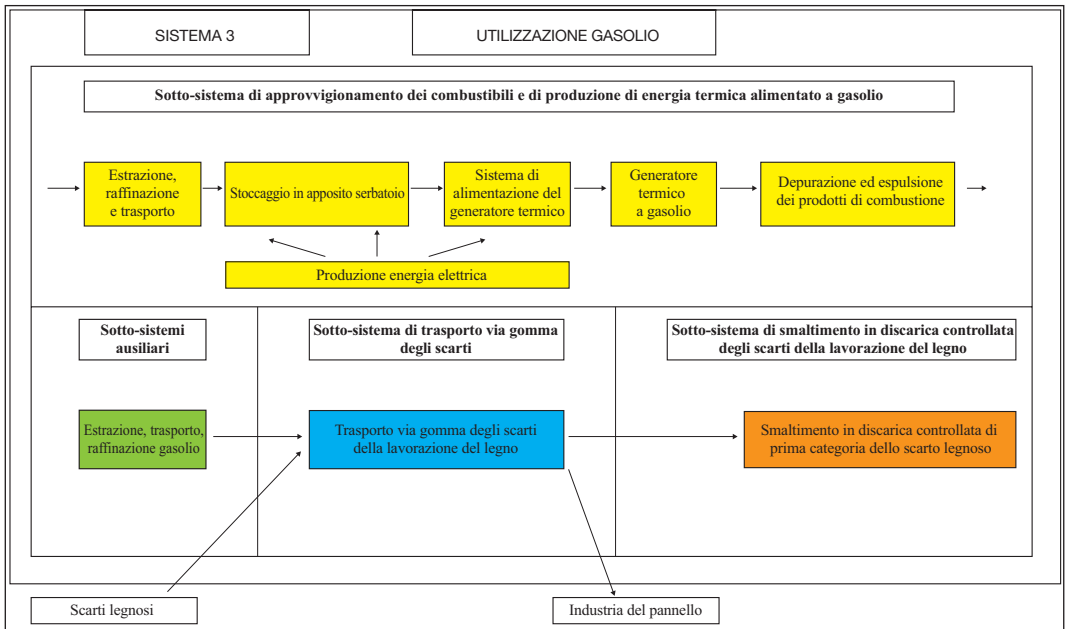 SISTEMA 3
UTILIZZAZIONE GASOLIO
Sotto-sistema di approvvigionamento dei combustibili e di produzione di energia termica alimentato a gasolio
Estrazione,
raffinazione
e trasporto
Stoccaggio in apposito serbatoio
Sistema di
alimentazione del
generatore termico
Generatore
termico
a gasolio
Depurazione ed espulsione
dei prodotti di combustione
Produzione energia elettrica
Sotto-sistemi
ausiliari
Sotto-sistema di trasporto via gomma
degli scarti
Sotto-sistema di smaltimento in discarica controllata
degli scarti della lavorazione del legno
Estrazione, trasporto,
raffinazione gasolio
Trasporto via gomma degli scarti
della lavorazione del legno
Smaltimento in discarica controllata di
prima categoria dello scarto legnoso
Scarti legnosi
Industria del pannello